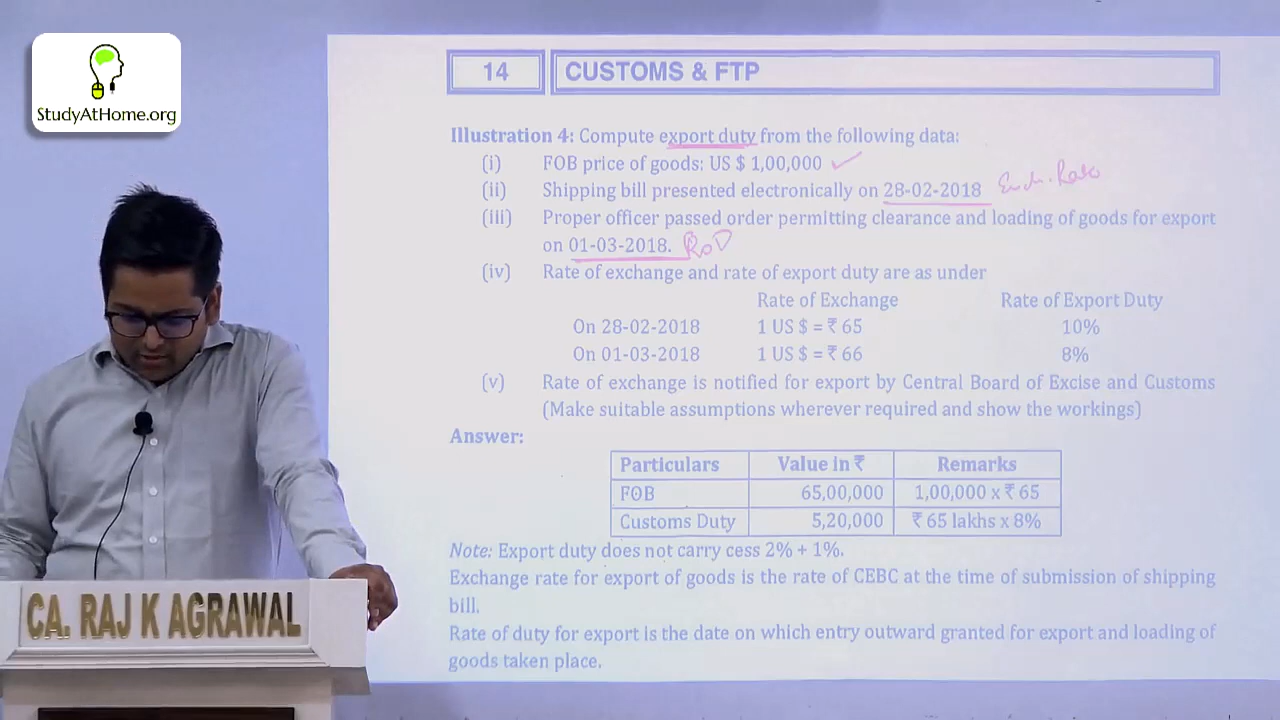 StudyAtHome.org
14 CUSTOMS & FTP
Illustration 4: Compute export duty from the following data:
(i) FOB price of goods: US $ 1,00,000
(ii) Shipping bill presented electronically on 28-02-2018 Exch. Rate
(iii) Proper officer passed order permitting clearance and loading of goods for export
on 01-03-2018. RoD
(iv) Rate of exchange and rate of export duty are as under
Rate of Exchange Rate of Export Duty
On 28-02-2018 1 US $ = ₹ 65 10%
On 01-03-2018 1 US $ = ₹ 66 8%
(v) Rate of exchange is notified for export by Central Board of Excise and Customs
(Make suitable assumptions wherever required and show the workings)
Answer:
Particulars Value in ₹ Remarks
FOB 65,00,000 1,00,000 x ₹ 65
Customs Duty 5,20,000 ₹ 65 lakhs x 8%
Note: Export duty does not carry cess 2% + 1%.
Exchange rate for export of goods is the rate of CEBC at the time of submission of shipping
bill.
Rate of duty for export is the date on which entry outward granted for export and loading of
goods taken place.
CA. RAJ K AGRAWAL